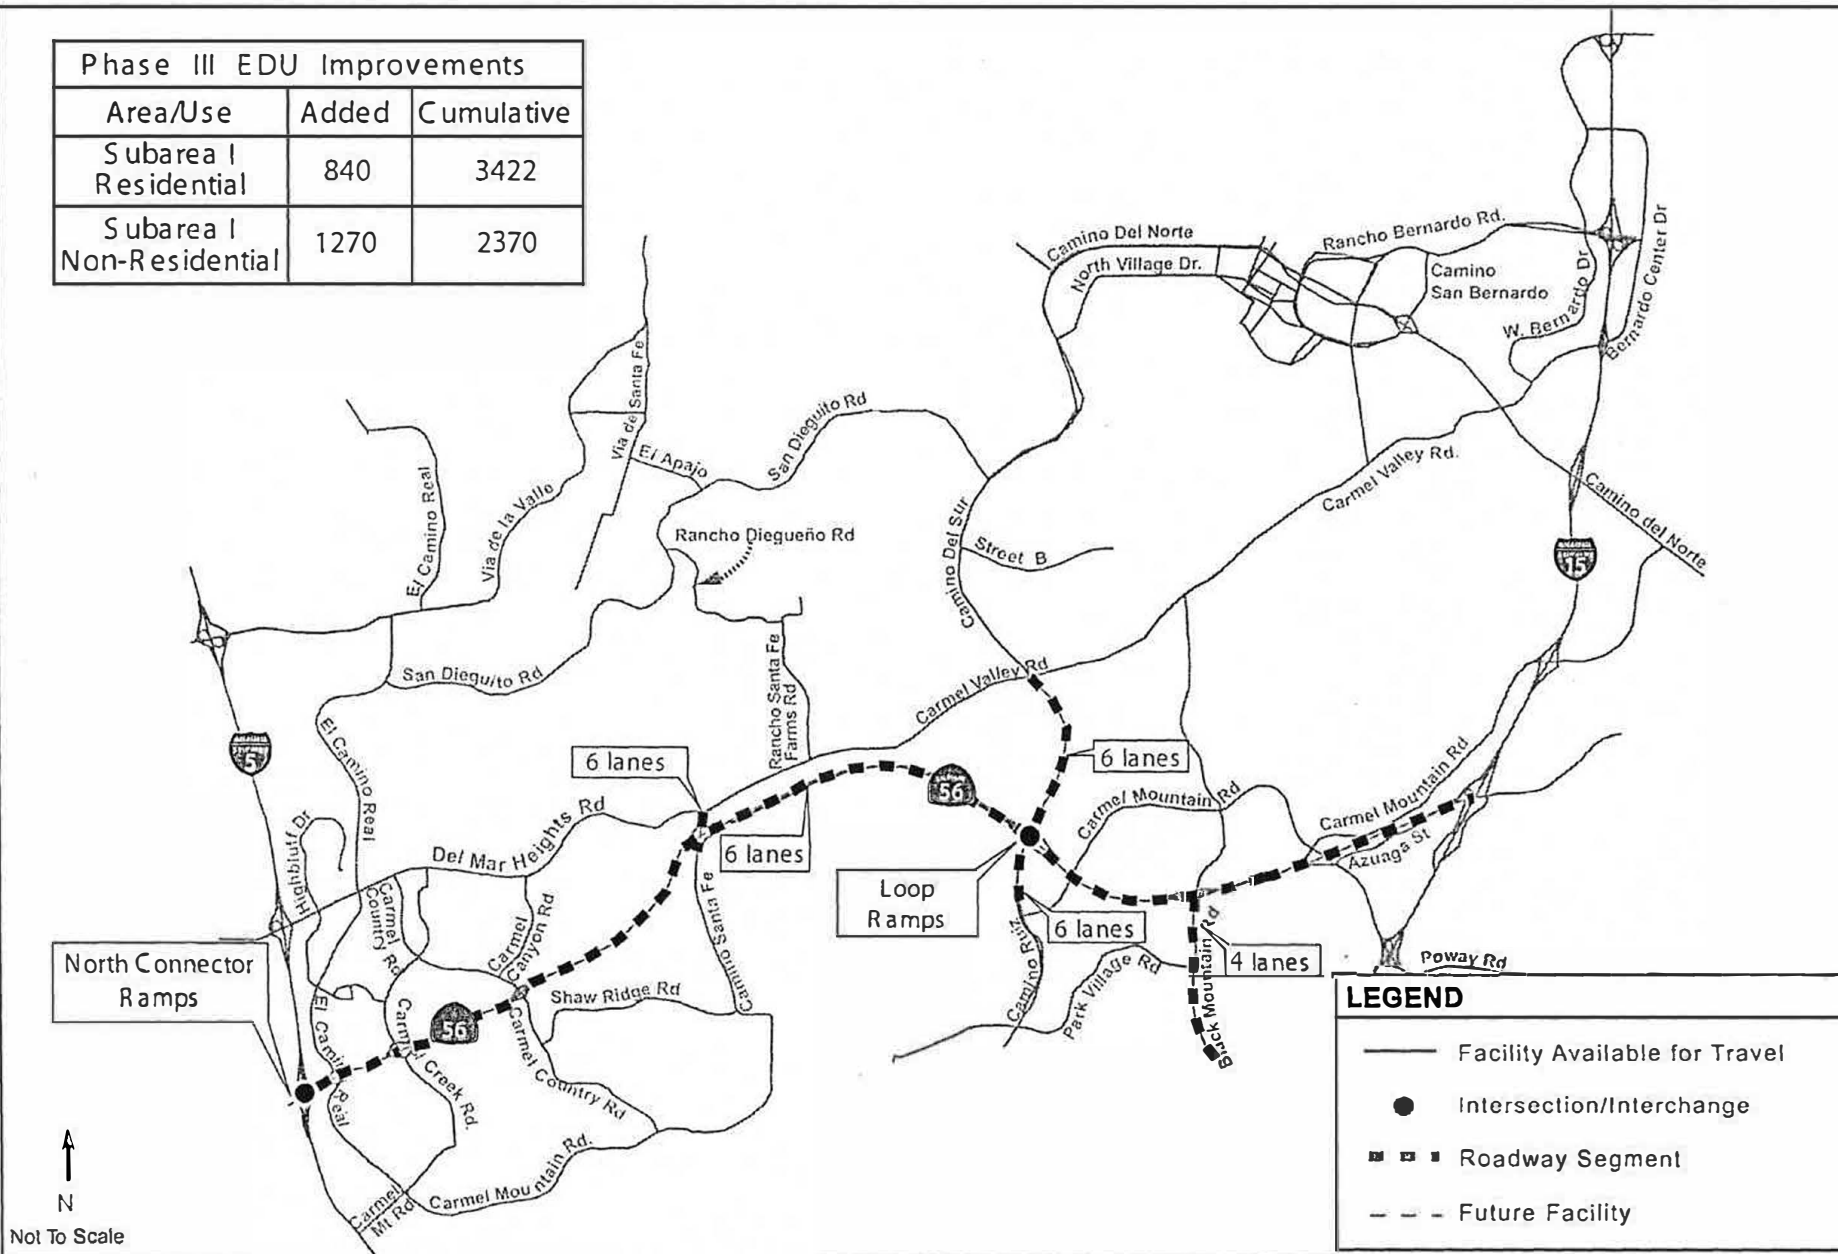 Phase III EDU Improvements
Area/Use Added Cumulative
Subarea I
Residential
840 3422
Subarea I
Non-Residential
1270 2370
Camino Del Norte
North Village Dr.
Rancho Bernardo Rd.
Camino
San Bernardo
W. Bernardo Dr
Bernardo Center Dr
Via de Santa Fe
El Apajo
San Dieguito Rd
El Camino Real
Via de la Valle
Rancho Diegueño Rd
Camino Del Sur
Street B
Carmel Valley Rd.
Camino del Norte
15
San Dieguito Rd
Rancho Santa Fe
Farms Rd
Carmel Valley Rd
El Camino Real
5
6 lanes
6 lanes
56
Carmel Mountain Rd
Carmel Mountain Rd
Azuaga St
Highbluff Dr
Del Mar Heights Rd
6 lanes
Loop
Ramps
6 lanes
4 lanes
Carmel
Country Rd
Carmel
Canyon Rd
Camino Santa Fe
Camino Ruiz
Park Village Rd
Black Mountain Rd
Poway Rd
North Connector
Ramps
Shaw Ridge Rd
56
El Camino Real
Carmel Creek Rd.
Carmel Country Rd
Carmel Mountain Rd.
Carmel
Mt Rd
N
Not To Scale
LEGEND
Facility Available for Travel
Intersection/Interchange
Roadway Segment
Future Facility